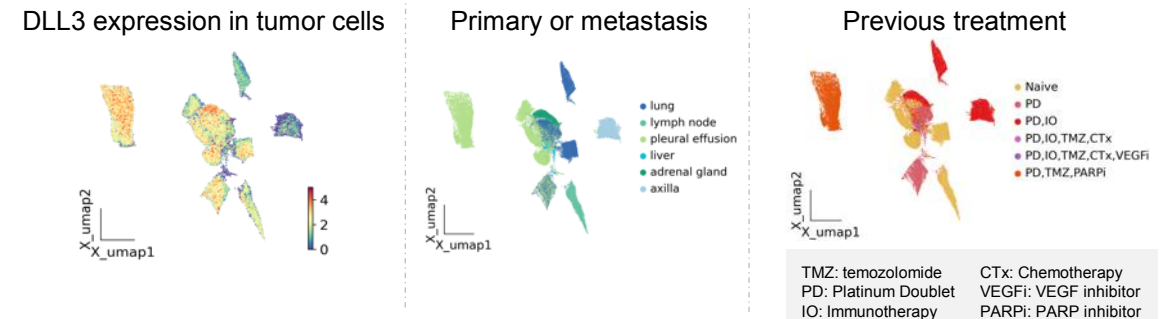 DLL3 expression in tumor cells
X_umap2
X_umap1
4
2
0
Primary or metastasis
lung
lymph node
pleural effusion
liver
adrenal gland
axilla
X_umap2
X_umap1
Previous treatment
Naive
PD
PD,IO
PD,IO,TMZ,CTx
PD,IO,TMZ,CTx,VEGFi
PD,TMZ,PARPi
X_umap2
X_umap1
TMZ: temozolomide
PD: Platinum Doublet
IO: Immunotherapy
CTx: Chemotherapy
VEGFi: VEGF inhibitor
PARPi: PARP inhibitor